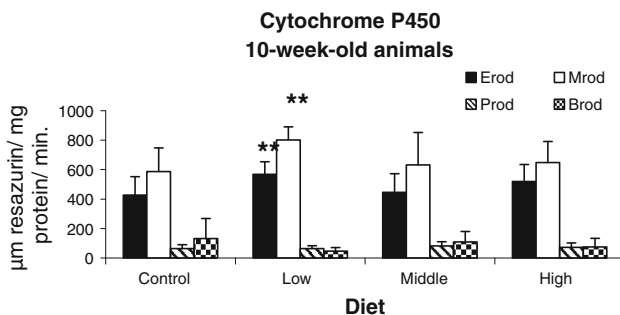 Cytochrome P450
10-week-old animals
Erod
Mrod
Prod
Brod
µm resazurin/ mg
protein/ min.
1000
800
600
400
200
0
**
**
Control
Low
Middle
High
Diet